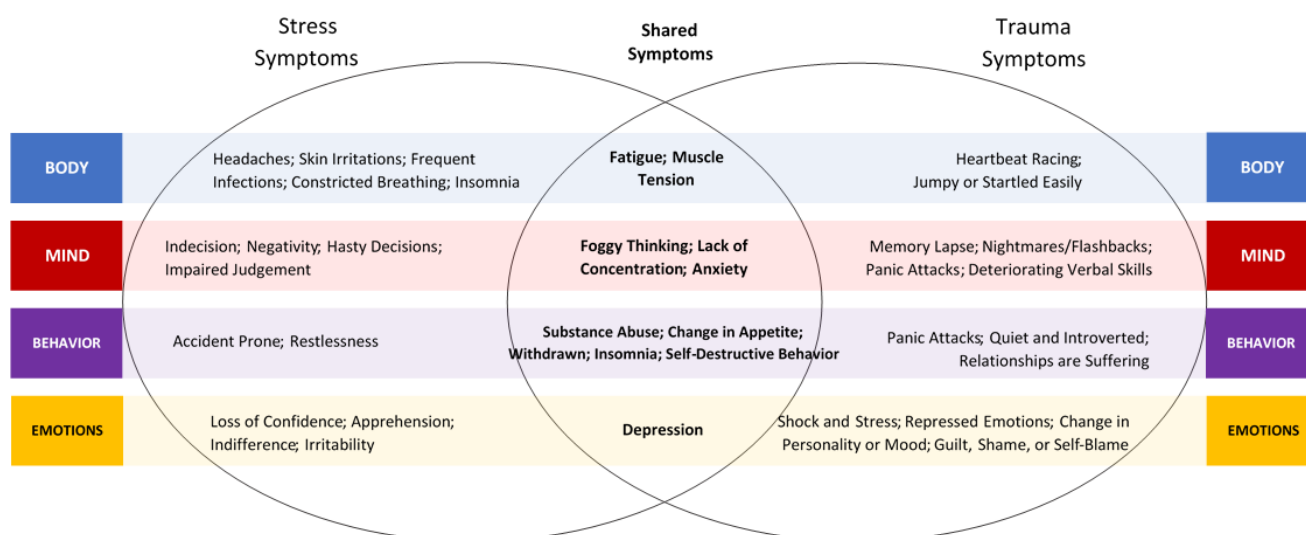 Stress
Symptoms
Shared
Symptoms
Trauma
Symptoms
BODY
Headaches; Skin Irritations; Frequent
Infections; Constricted Breathing; Insomnia
Fatigue; Muscle
Tension
Heartbeat Racing;
Jumpy or Startled Easily
BODY
MIND
Indecision; Negativity; Hasty Decisions;
Impaired Judgement
Foggy Thinking; Lack of
Concentration; Anxiety
Memory Lapse; Nightmares/Flashbacks;
Panic Attacks; Deteriorating Verbal Skills
MIND
BEHAVIOR
Accident Prone; Restlessness
Substance Abuse; Change in Appetite;
Withdrawn; Insomnia; Self-Destructive Behavior
Panic Attacks; Quiet and Introverted;
Relationships are Suffering
BEHAVIOR
EMOTIONS
Loss of Confidence; Apprehension;
Indifference; Irritability
Depression
Shock and Stress; Repressed Emotions; Change in
Personality or Mood; Guilt, Shame, or Self-Blame
EMOTIONS